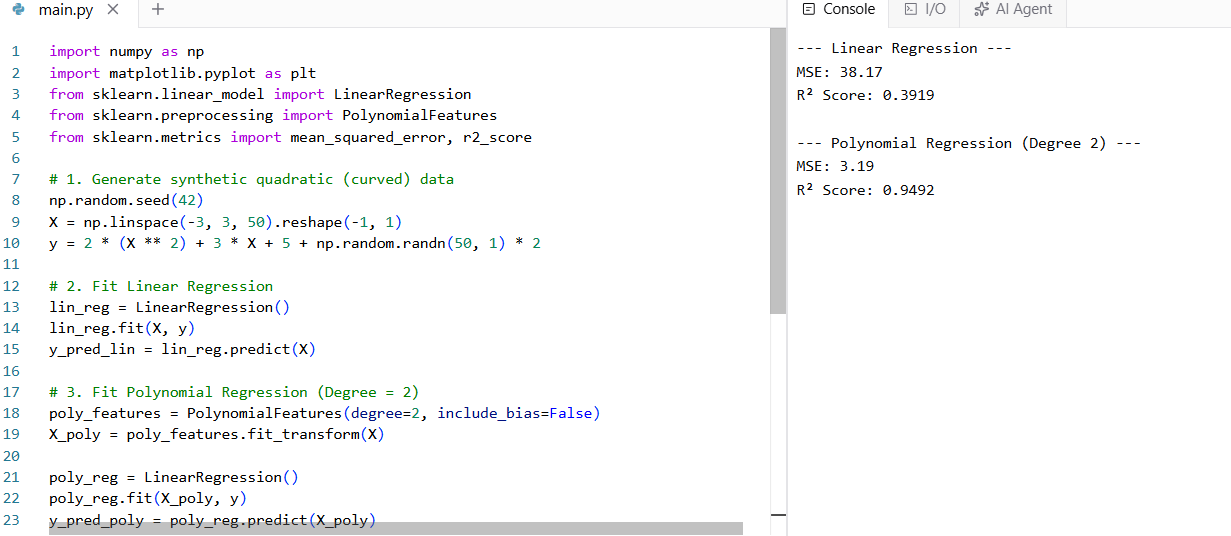 main.py × +
1 import numpy as np
2 import matplotlib.pyplot as plt
3 from sklearn.linear_model import LinearRegression
4 from sklearn.preprocessing import PolynomialFeatures
5 from sklearn.metrics import mean_squared_error, r2_score
6
7 # 1. Generate synthetic quadratic (curved) data
8 np.random.seed(42)
9 X = np.linspace(-3, 3, 50).reshape(-1, 1)
10 y = 2 * (X ** 2) + 3 * X + 5 + np.random.randn(50, 1) * 2
11
12 # 2. Fit Linear Regression
13 lin_reg = LinearRegression()
14 lin_reg.fit(X, y)
15 y_pred_lin = lin_reg.predict(X)
16
17 # 3. Fit Polynomial Regression (Degree = 2)
18 poly_features = PolynomialFeatures(degree=2, include_bias=False)
19 X_poly = poly_features.fit_transform(X)
20
21 poly_reg = LinearRegression()
22 poly_reg.fit(X_poly, y)
23 y_pred_poly = poly_reg.predict(X_poly)
Console I/O AI Agent
--- Linear Regression ---
MSE: 38.17
R² Score: 0.3919

--- Polynomial Regression (Degree 2) ---
MSE: 3.19
R² Score: 0.9492